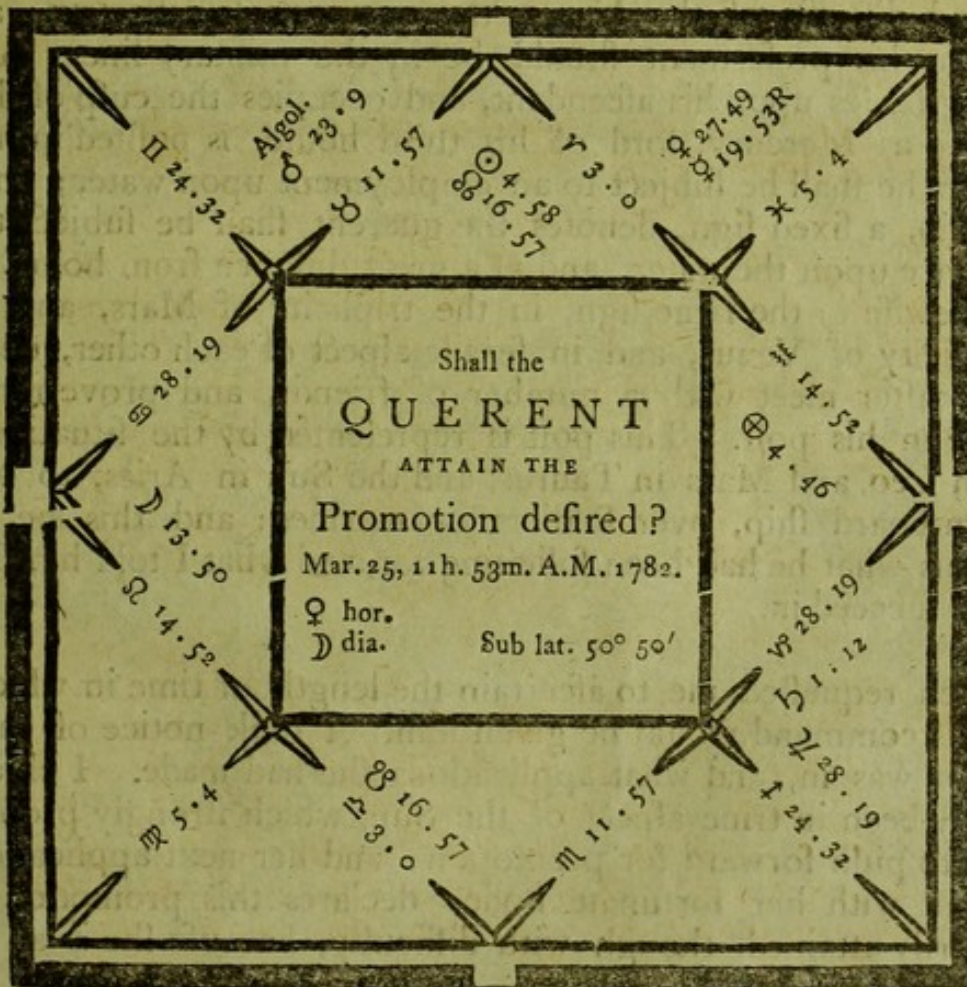 ♊ 24.32
Algol.
♂ 23.9
♉ 11.57
☉ 4.58
☊ 16.57
♈ 3.0
♀ 27.49
☿ 19.53R
♓ 5.4
♋ 28.19
☽ 13.50
♌ 14.52
Shall the
QUERENT
ATTAIN THE
Promotion deſired?
Mar. 25, 11h. 53m. A.M. 1782.
♀ hor.
☽ dia. Sub lat. 50° 50′
♒ 14.52
⊗ 4.46
♑ 28.19
♄ 1.12
♃ 28.19
♐ 24.32
♍ 5.4
☋ 16.57
♎ 3.0
♏ 11.57